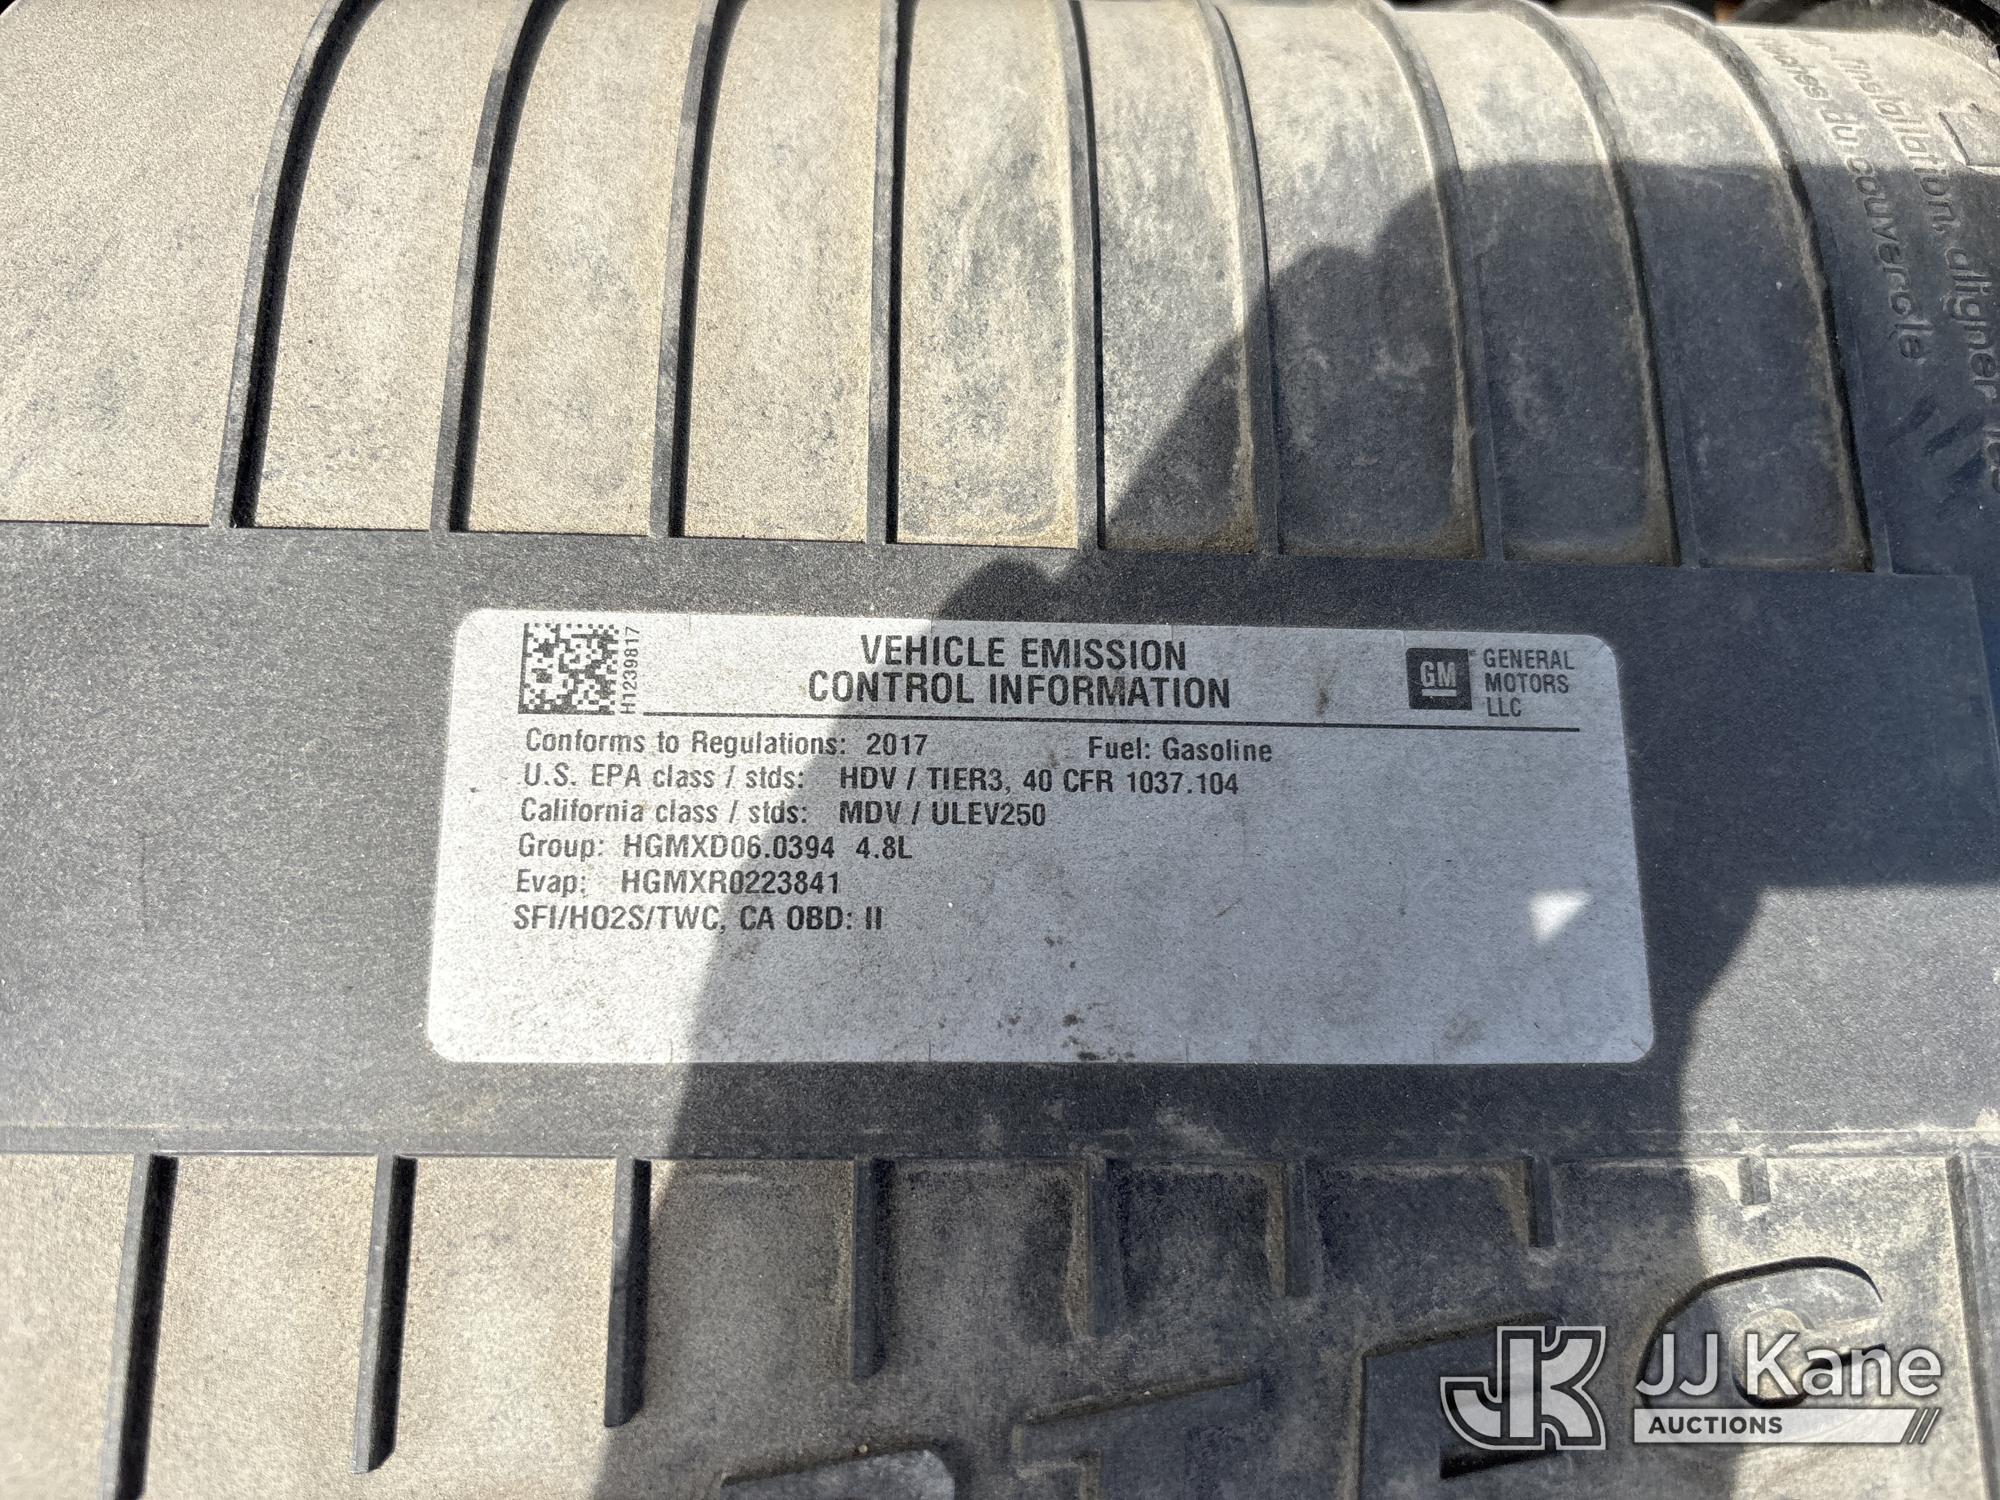 l'installation, aligner les
flèches du couvercle
H1239817
VEHICLE EMISSION
CONTROL INFORMATION
GM
GENERAL
MOTORS
LLC
Conforms to Regulations: 2017 Fuel: Gasoline
U.S. EPA class / stds: HDV / TIER3, 40 CFR 1037.104
California class / stds: MDV / ULEV250
Group: HGMXD06.0394 4.8L
Evap: HGMXR0223841
SFI/HO2S/TWC, CA OBD: II
JK
JJ Kane
AUCTIONS